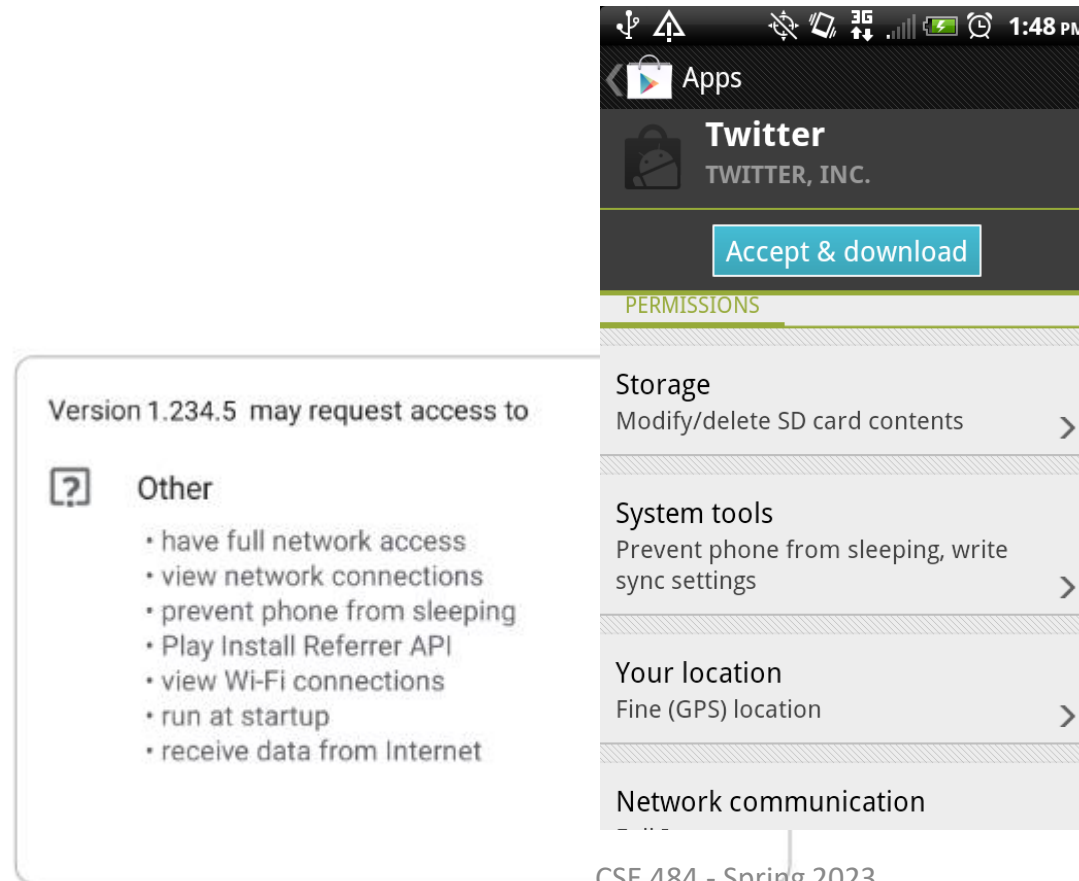 3G
1:48 PM
Apps
Twitter
TWITTER, INC.
Accept & download
PERMISSIONS
Storage
Modify/delete SD card contents
System tools
Prevent phone from sleeping, write
sync settings
Your location
Fine (GPS) location
Network communication
Version 1.234.5 may request access to
Other
• have full network access
• view network connections
• prevent phone from sleeping
• Play Install Referrer API
• view Wi-Fi connections
• run at startup
• receive data from Internet
CSE 484 - Spring 2023